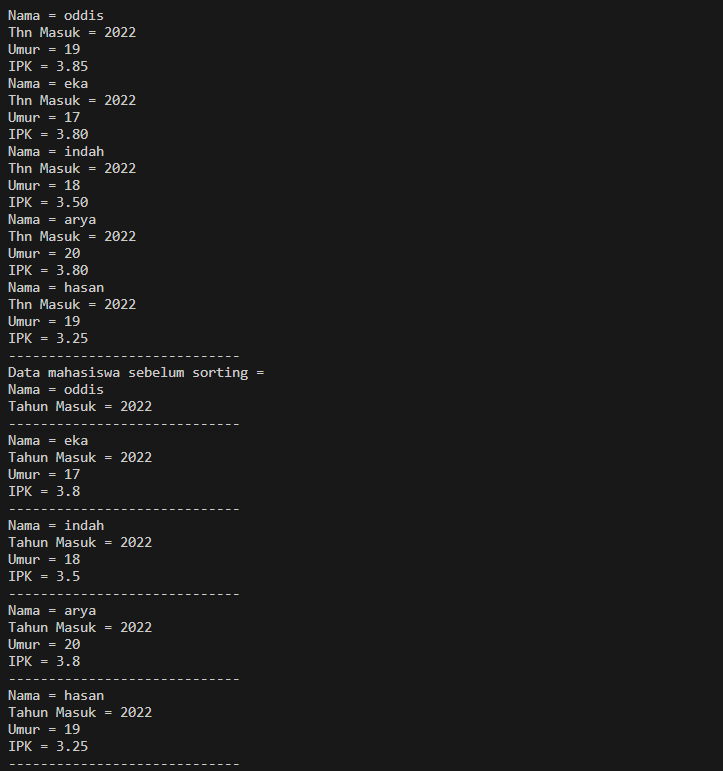 Nama = oddis
Thn Masuk = 2022
Umur = 19
IPK = 3.85
Nama = eka
Thn Masuk = 2022
Umur = 17
IPK = 3.80
Nama = indah
Thn Masuk = 2022
Umur = 18
IPK = 3.50
Nama = arya
Thn Masuk = 2022
Umur = 20
IPK = 3.80
Nama = hasan
Thn Masuk = 2022
Umur = 19
IPK = 3.25
-----------------------------
Data mahasiswa sebelum sorting =
Nama = oddis
Tahun Masuk = 2022
-----------------------------
Nama = eka
Tahun Masuk = 2022
Umur = 17
IPK = 3.8
-----------------------------
Nama = indah
Tahun Masuk = 2022
Umur = 18
IPK = 3.5
-----------------------------
Nama = arya
Tahun Masuk = 2022
Umur = 20
IPK = 3.8
-----------------------------
Nama = hasan
Tahun Masuk = 2022
Umur = 19
IPK = 3.25
-----------------------------